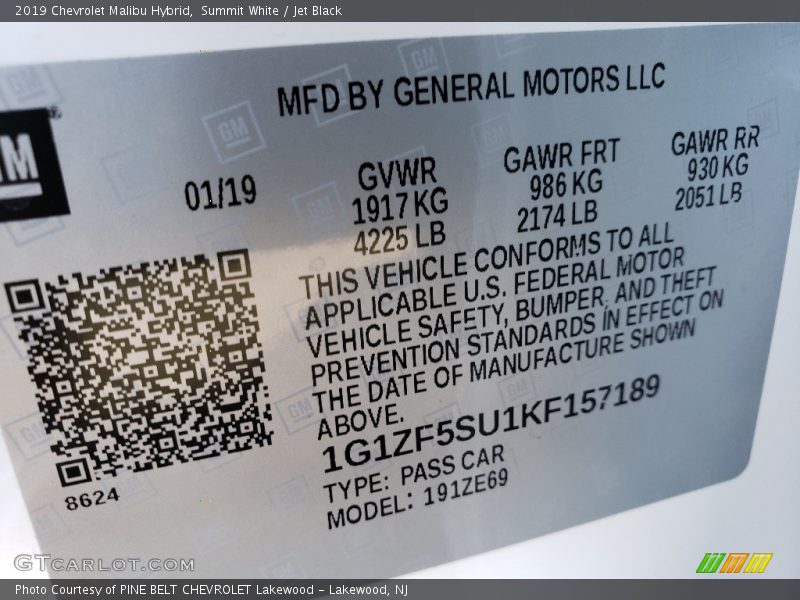 2019 Chevrolet Malibu Hybrid,  Summit White / Jet Black
MFD BY GENERAL MOTORS LLC
GM
01/19
GVWR
1917 KG
4225 LB
GAWR FRT
986 KG
2174 LB
GAWR RR
930 KG
2051 LB
THIS VEHICLE CONFORMS TO ALL
APPLICABLE U.S. FEDERAL MOTOR
VEHICLE SAFETY, BUMPER, AND THEFT
PREVENTION STANDARDS IN EFFECT ON
THE DATE OF MANUFACTURE SHOWN
ABOVE.
1G1ZF5SU1KF157189
TYPE: PASS CAR
MODEL: 191ZE69
8624
GTCARLOT.COM
Photo Courtesy of PINE BELT CHEVROLET Lakewood - Lakewood, NJ